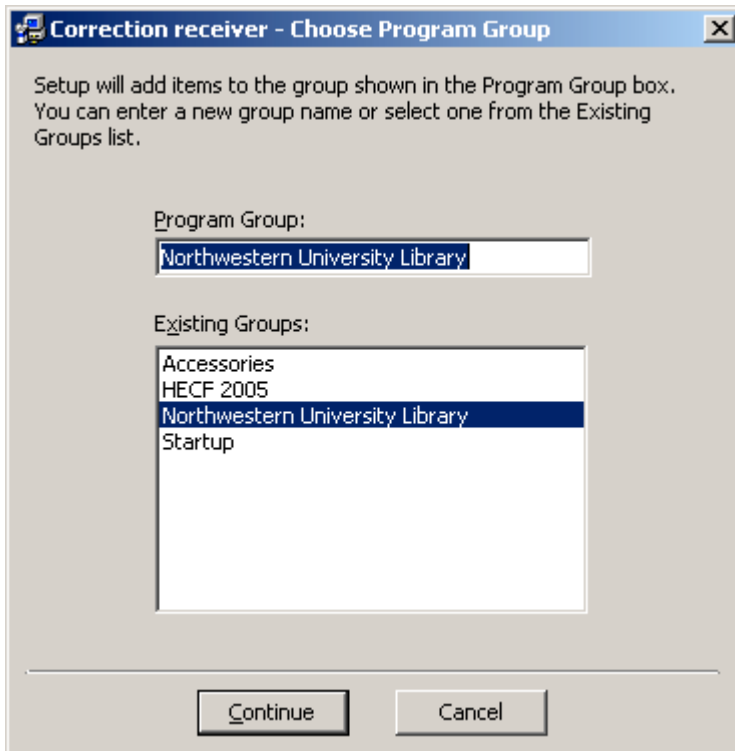 Correction receiver - Choose Program Group
Setup will add items to the group shown in the Program Group box.
You can enter a new group name or select one from the Existing
Groups list.
Program Group:
Northwestern University Library
Existing Groups:
Accessories
HECF 2005
Northwestern University Library
Startup
Continue
Cancel